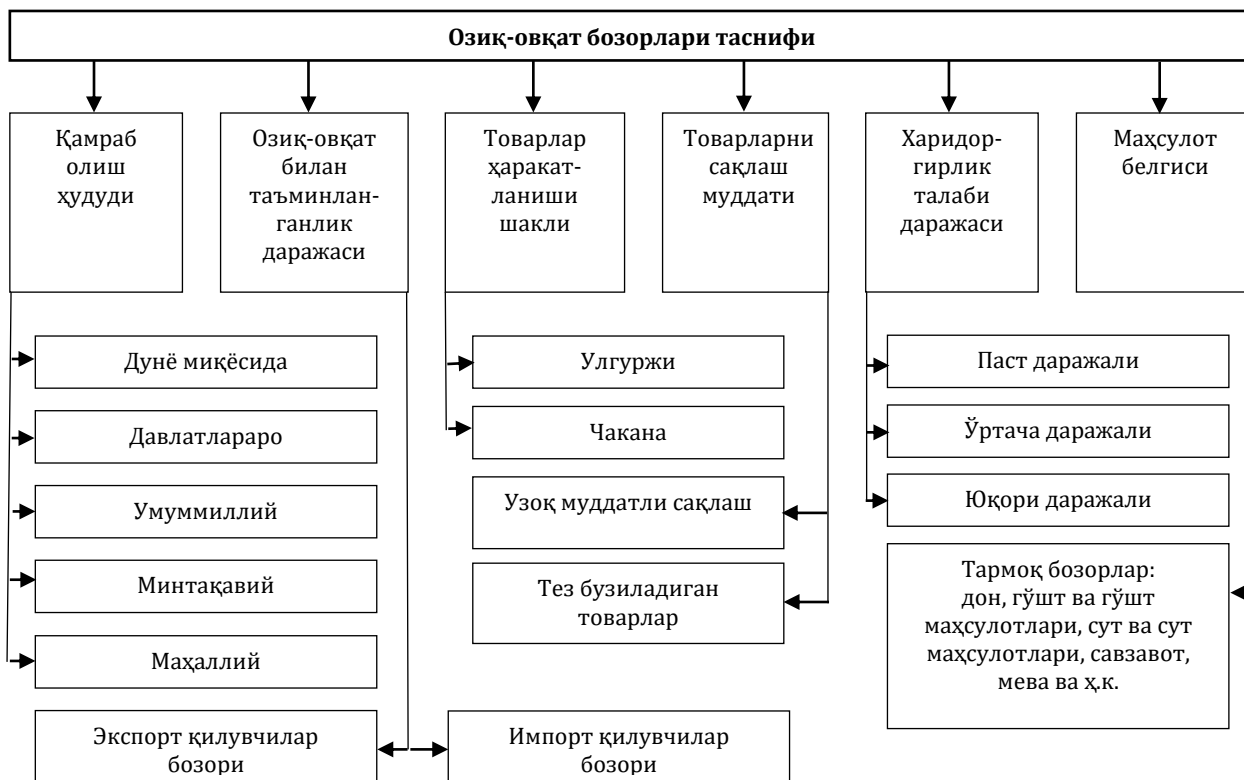 Озиқ-овқат бозорлари таснифи
Қамраб
олиш
ҳудуди
Озиқ-овқат
билан
таъминлан-
ганлик
даражаси
Товарлар
ҳаракат-
ланиши
шакли
Товарларни
сақлаш
муддати
Харидор-
гирлик
талаби
даражаси
Маҳсулот
белгиси
Дунё миқёсида
Давлатлараро
Умуммиллий
Минтақавий
Маҳаллий
Улгуржи
Чакана
Узоқ муддатли сақлаш
Тез бузиладиган
товарлар
Паст даражали
Ўртача даражали
Юқори даражали
Тармоқ бозорлар:
дон, гўшт ва гўшт
маҳсулотлари, сут ва сут
маҳсулотлари, савзавот,
мева ва ҳ.к.
Экспорт қилувчилар
бозори
Импорт қилувчилар
бозори